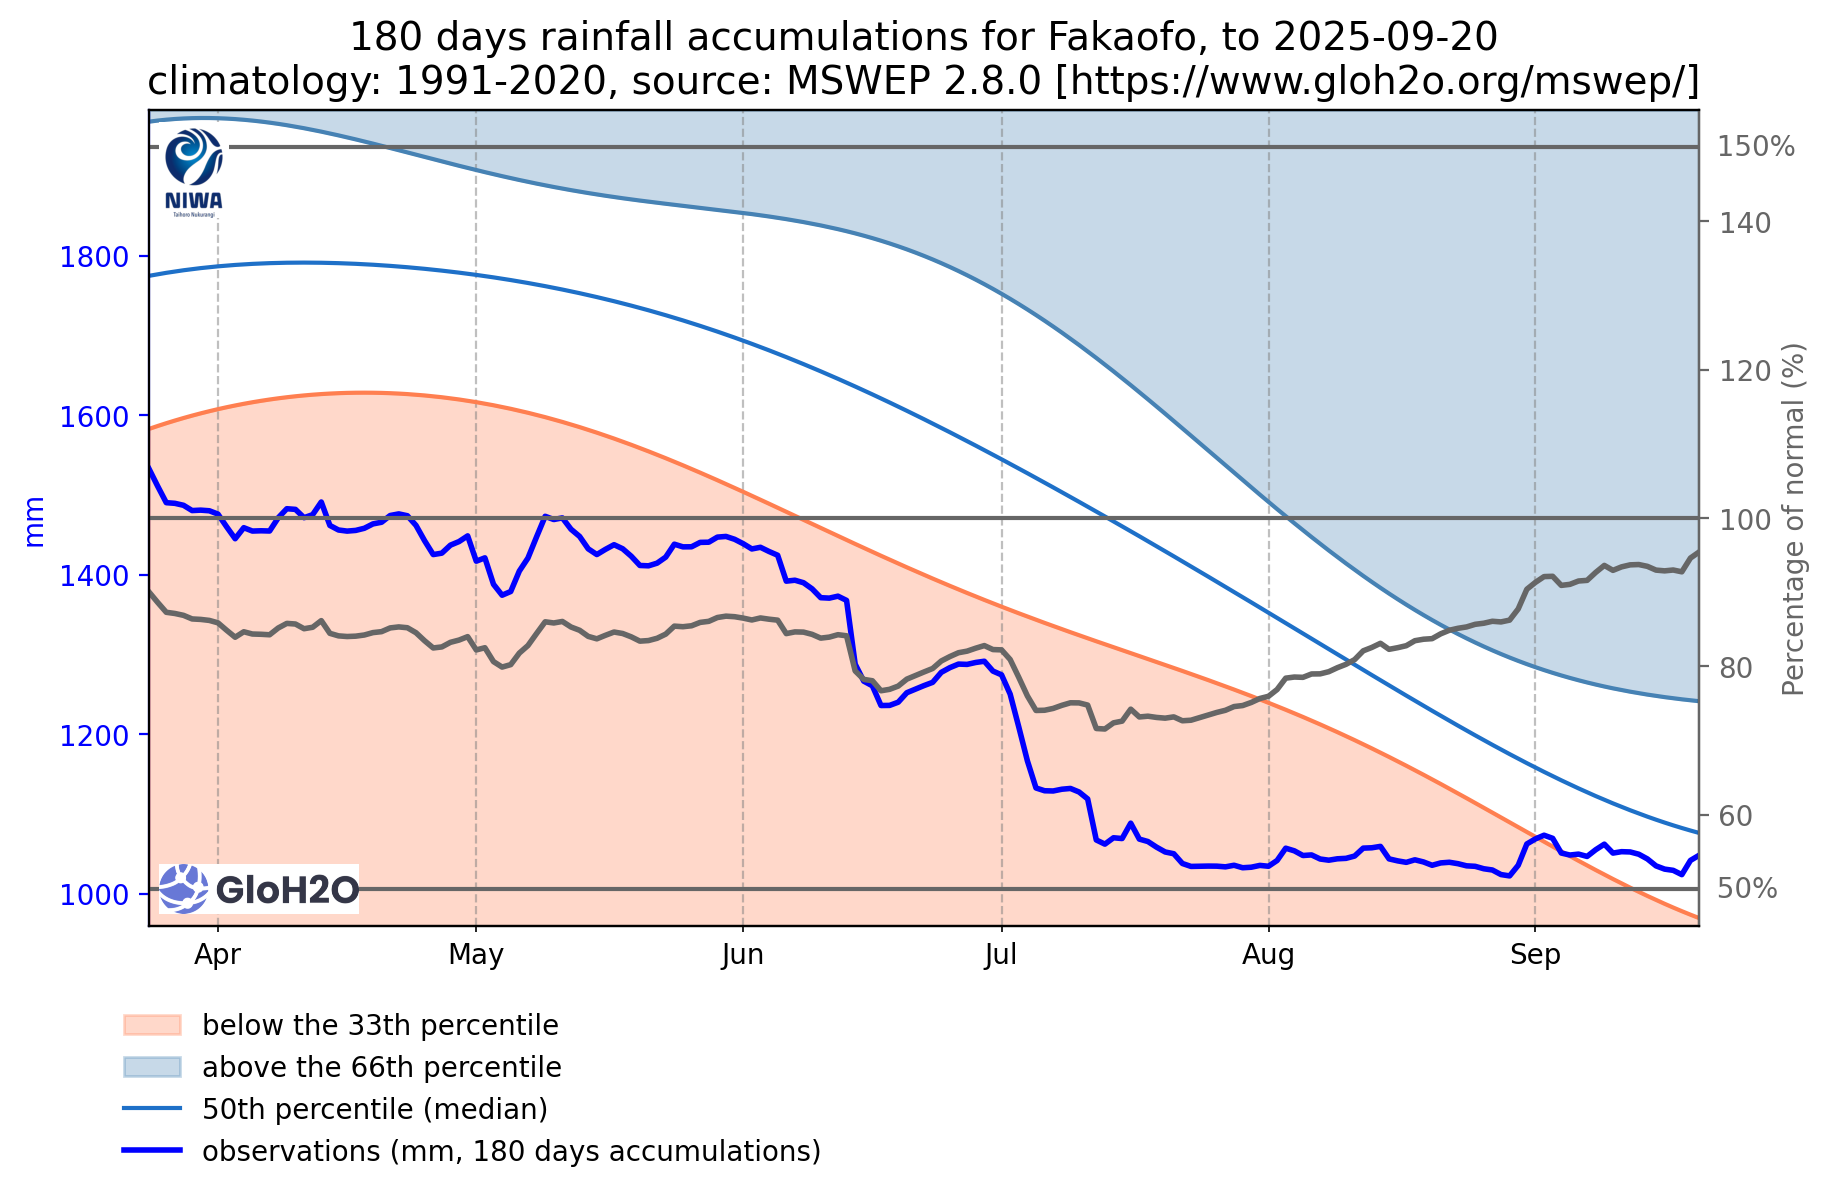 180 days rainfall accumulations for Fakaofo, to 2025-09-20
climatology: 1991-2020, source: MSWEP 2.8.0 [https://www.gloh2o.org/mswep/]
NIWA
Taihoro Nukurangi
1800
1600
1400
1200
1000
mm
150%
140
120
100
80
60
50%
Percentage of normal (%)
GloH2O
Apr May Jun Jul Aug Sep
below the 33th percentile
above the 66th percentile
50th percentile (median)
observations (mm, 180 days accumulations)